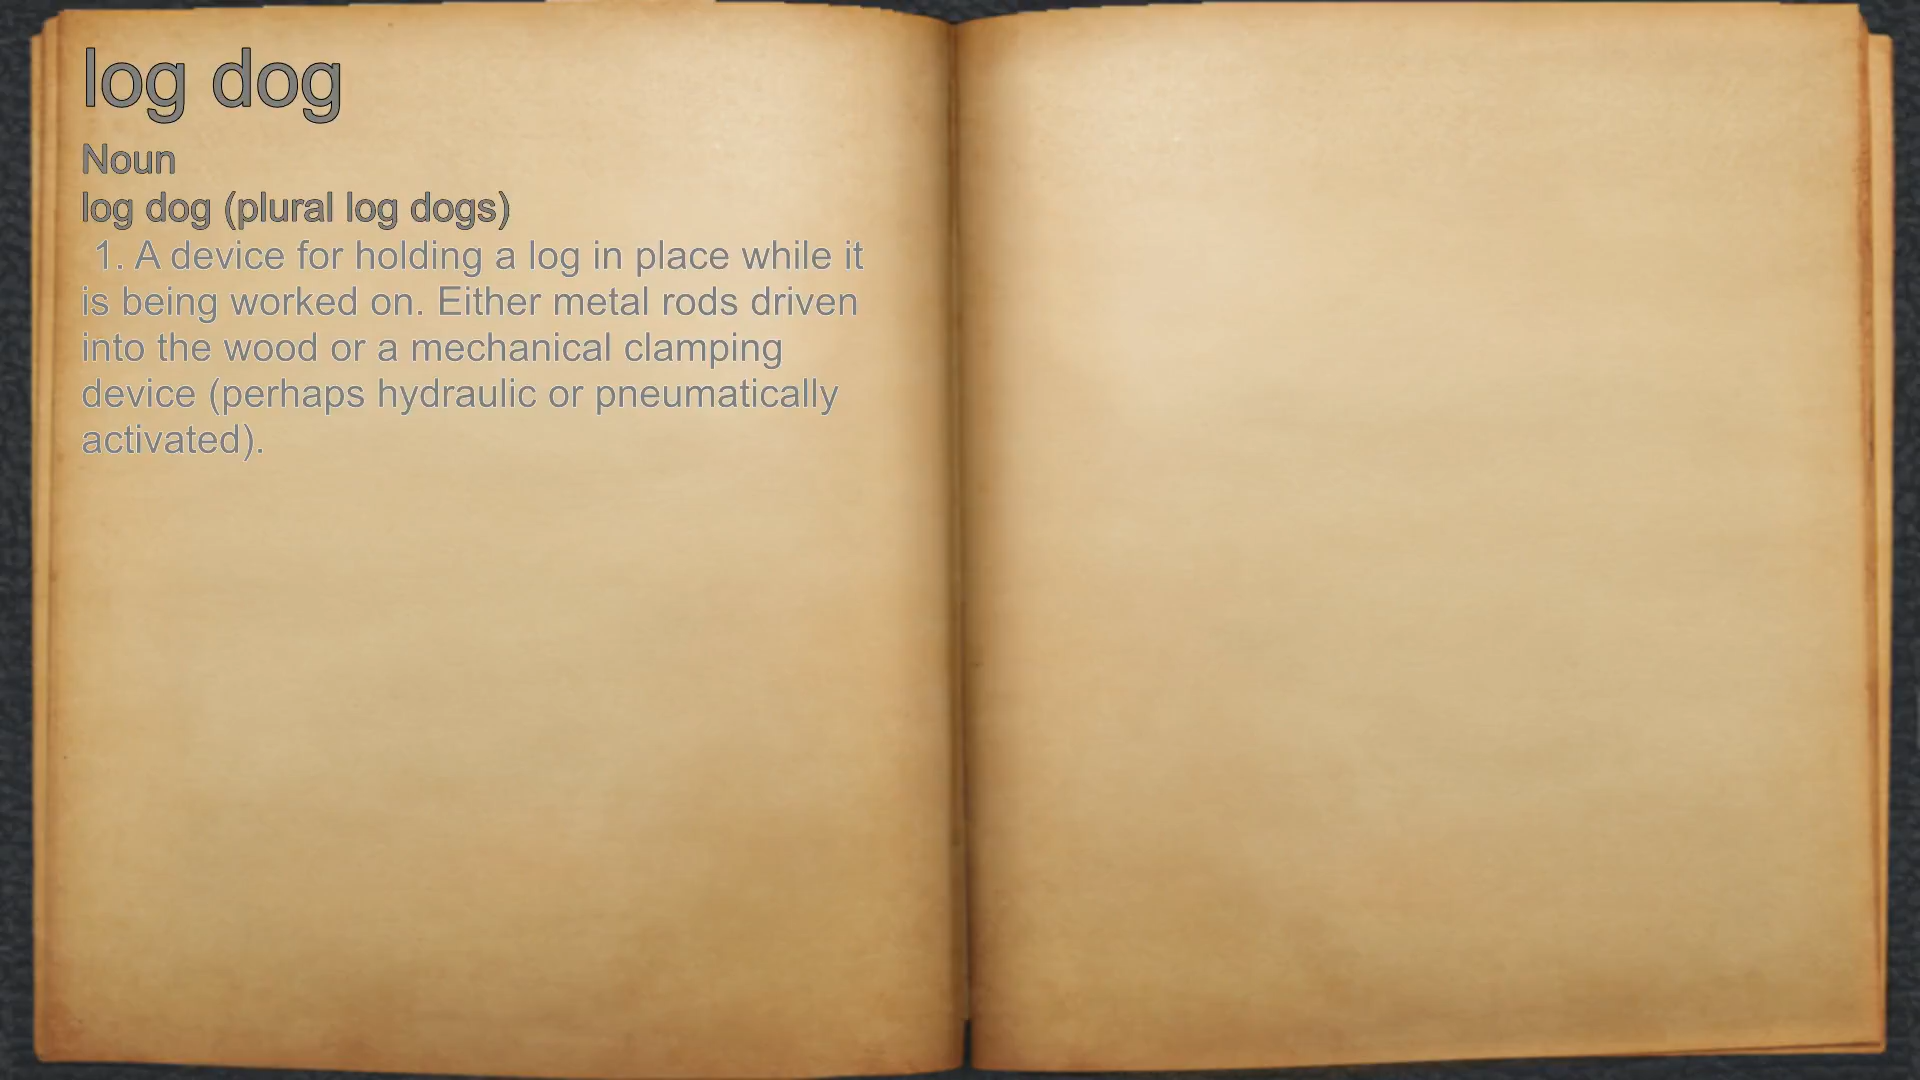 log dog
Noun
log dog (plural log dogs)
1. A device for holding a log in place while it
is being worked on. Either metal rods driven
into the wood or a mechanical clamping
device (perhaps hydraulic or pneumatically
activated).